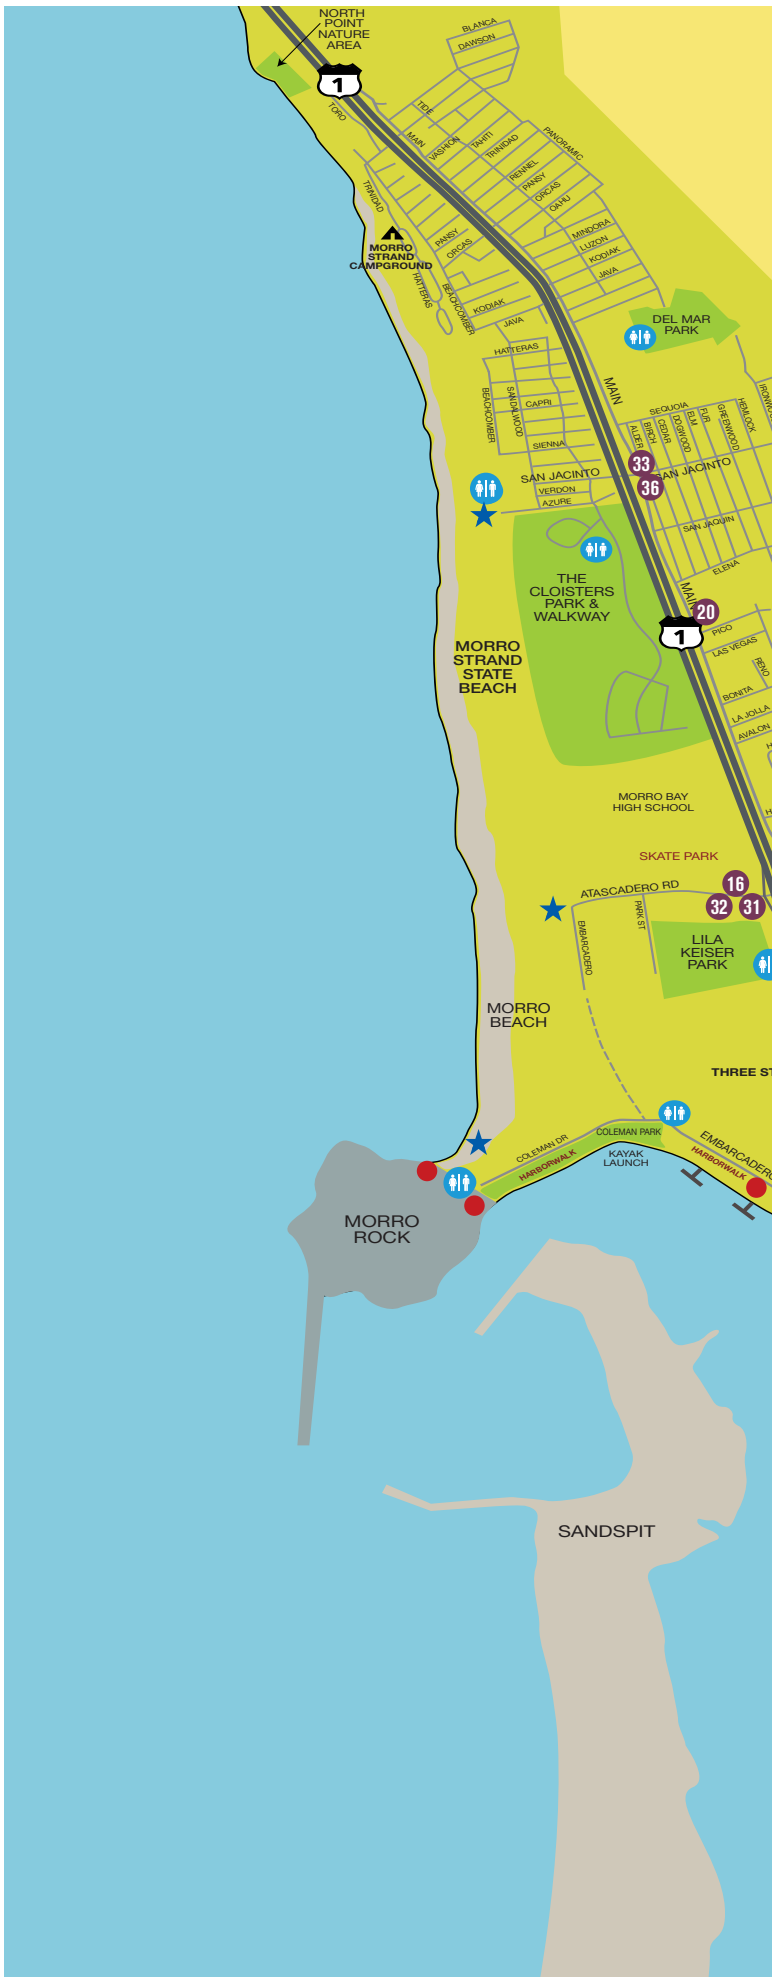 NORTH
POINT
NATURE
AREA
1
BLANCA
DAWSON
TORO
TIDE
MAIN
VASHION
TAHITI
TRINIDAD
PANORAMIC
RENNEL
PANSY
ORCAS
OAHU
TRINIDAD
PANSY
ORCAS
MINDORA
LUZON
KODIAK
JAVA
MORRO
STRAND
CAMPGROUND
HATTERAS
BEACHCOMBER
KODIAK
JAVA
DEL MAR
PARK
HATTERAS
BEACHCOMBER
SANDALWOOD
CAPRI
SIENNA
MAIN
SEQUOIA
ALDER
BIRCH
CEDAR
DOGWOOD
ELM
FUR
GREENWOOD
HEMLOCK
SAN JACINTO
33
SAN JACINTO
36
VERDON
AZURE
SAN JAQUIN
ELENA
THE
CLOISTERS
PARK &
WALKWAY
MAIN
20
1
PICO
LAS VEGAS
RENO
MORRO
STRAND
STATE
BEACH
BONITA
LA JOLLA
AVALON
MORRO BAY
HIGH SCHOOL
SKATE PARK
ATASCADERO RD
16
32
31
PARK ST
EMBARCADERO
LILA
KEISER
PARK
MORRO
BEACH
THREE ST
COLEMAN DR
COLEMAN PARK
HARBORWALK
KAYAK
LAUNCH
EMBARCADERO
HARBORWALK
MORRO
ROCK
SANDSPIT